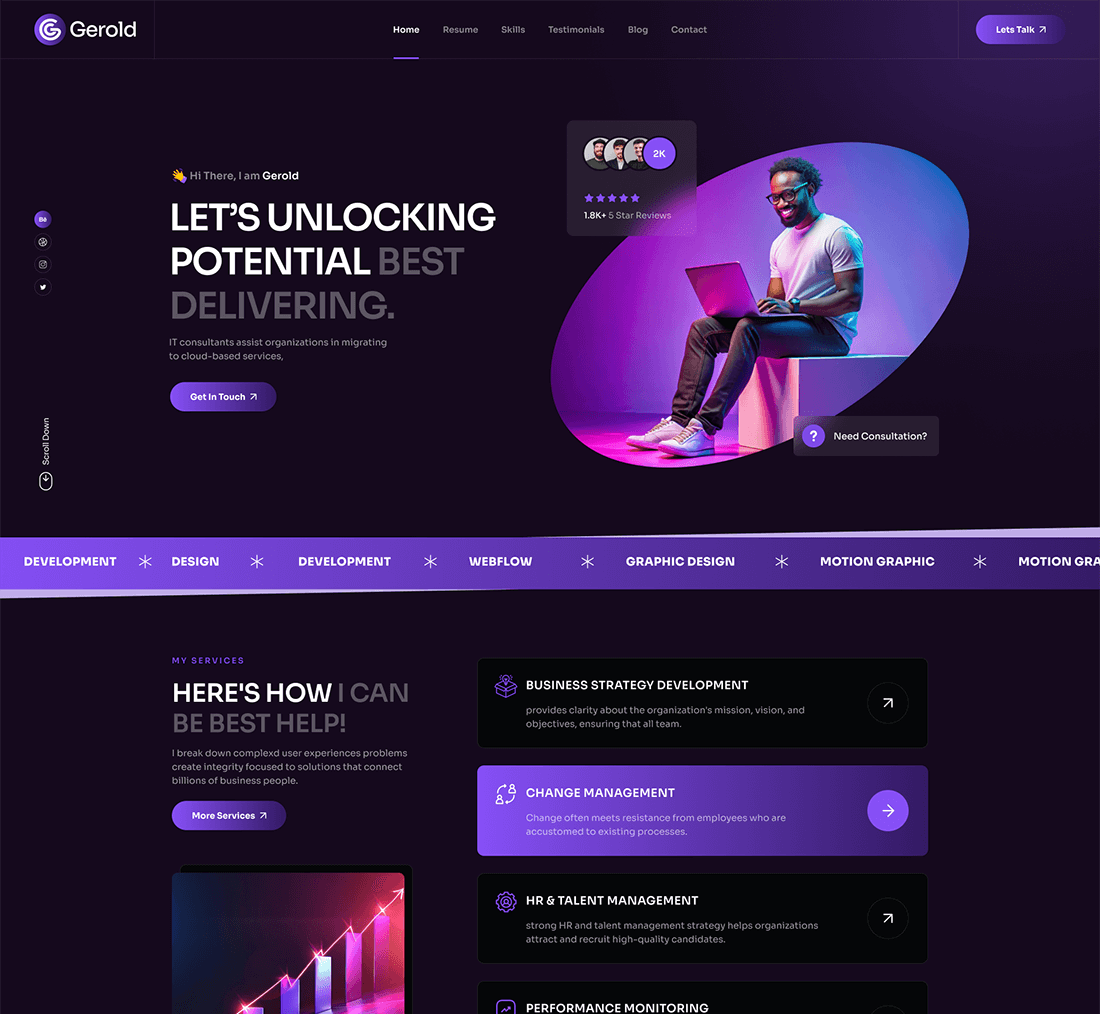 Gerold
Home
Resume
Skills
Testimonials
Blog
Contact
Lets Talk
👋 Hi There, I am Gerold
LET’S UNLOCKING
POTENTIAL BEST
DELIVERING.
IT consultants assist organizations in migrating
to cloud-based services,
Get In Touch
Bē
Scroll Down
2K
1.8K+ 5 Star Reviews
? Need Consultation?
DEVELOPMENT
DESIGN
DEVELOPMENT
WEBFLOW
GRAPHIC DESIGN
MOTION GRAPHIC
MOTION GRA
MY SERVICES
HERE'S HOW I CAN
BE BEST HELP!
I break down complexd user experiences problems
create integrity focused to solutions that connect
billions of business people.
More Services
BUSINESS STRATEGY DEVELOPMENT
provides clarity about the organization's mission, vision, and
objectives, ensuring that all team.
CHANGE MANAGEMENT
Change often meets resistance from employees who are
accustomed to existing processes.
HR & TALENT MANAGEMENT
strong HR and talent management strategy helps organizations
attract and recruit high-quality candidates.
PERFORMANCE MONITORING